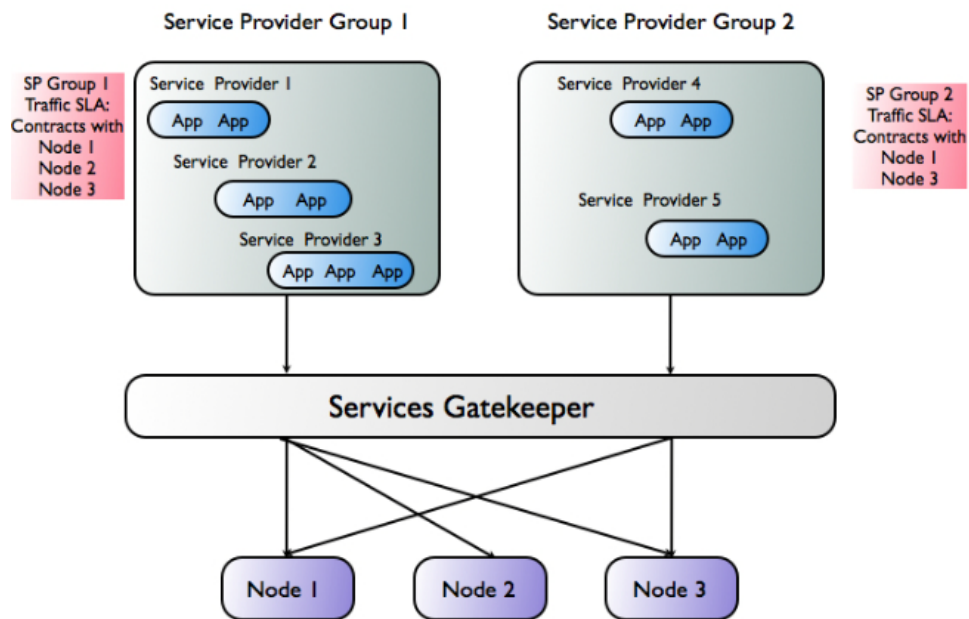 Service Provider Group 1
Service Provider Group 2
SP Group 1
Traffic SLA:
Contracts with
Node 1
Node 2
Node 3
Service Provider 1
App App
Service Provider 2
App App
Service Provider 3
App App App
Service Provider 4
App App
Service Provider 5
App App
SP Group 2
Traffic SLA:
Contracts with
Node 1
Node 3
Services Gatekeeper
Node 1
Node 2
Node 3